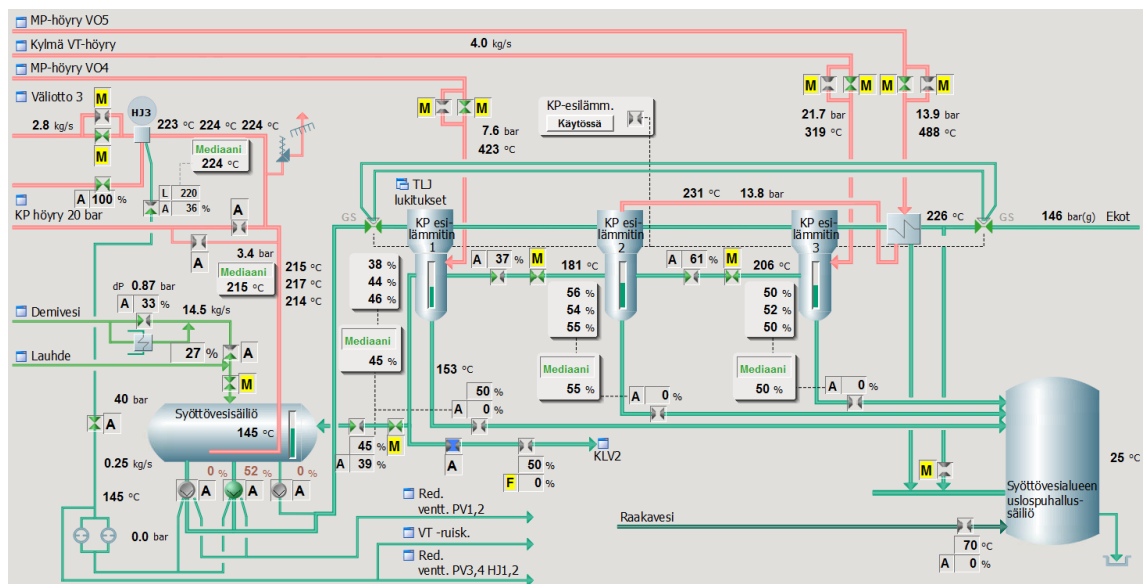 MP-höyry VO5
Kylmä VT-höyry
4.0 kg/s
MP-höyry VO4
Väliotto 3
M
HJ3
2.8 kg/s
223 °C 224 °C 224 °C
M
Mediaani
224 °C
A 100 %
L 220
A 36 %
KP höyry 20 bar
A
A
3.4 bar
Mediaani
215 °C
215 °C
217 °C
214 °C
M M
7.6 bar
423 °C
KP-esilämm.
Käytössä
M M M M
21.7 bar
319 °C
13.9 bar
488 °C
TLJ
lukitukset
231 °C 13.8 bar
GS
KP esi-
lämmitin
1
KP esi-
lämmitin
2
KP esi-
lämmitin
3
226 °C
GS
146 bar(g)
Ekot
A 37 % M
181 °C
A 61 % M
206 °C
38 %
44 %
46 %
56 %
54 %
55 %
50 %
52 %
50 %
Mediaani
45 %
Mediaani
55 %
Mediaani
50 %
dP 0.87 bar
A 33 %
Demivesi
14.5 kg/s
27 % A
Lauhde
M
153 °C
50 %
A 0 %
A 0 %
A 0 %
40 bar
A
Syöttövesisäiliö
145 °C
45 % M
A 39 %
A
50 %
F 0 %
KLV2
0.25 kg/s
0 % 52 % 0 %
A A A
145 °C
0.0 bar
Red.
ventt. PV1,2
VT -ruisk.
Red.
ventt. PV3,4 HJ1,2
M
Syöttövesialueen
uslospuhallus-
säiliö
25 °C
Raakavesi
70 °C
A 0 %